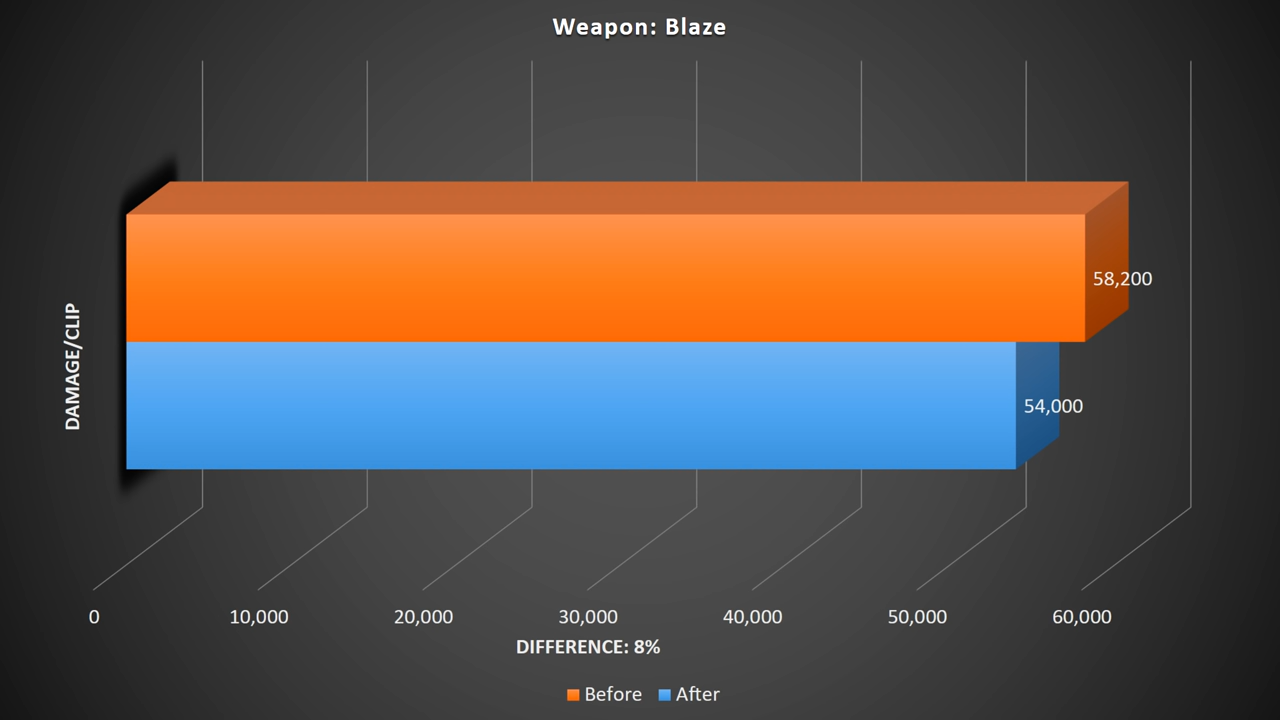 Weapon: Blaze
DAMAGE/CLIP
58,200
54,000
0 10,000 20,000 30,000 40,000 50,000 60,000
DIFFERENCE: 8%
Before After